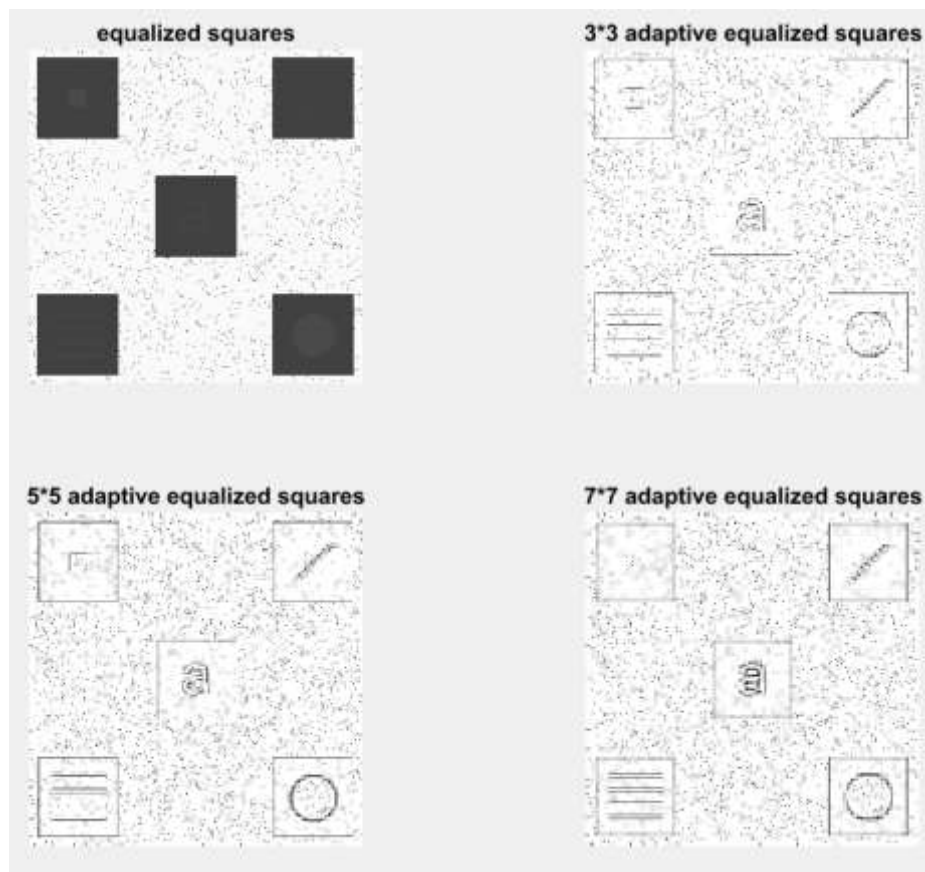 equalized squares
3*3 adaptive equalized squares
a
5*5 adaptive equalized squares
7*7 adaptive equalized squares
a
a